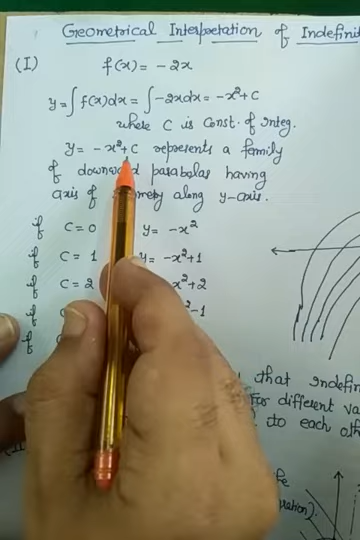 Geometrical Interpretation of Indefini
(I) f(x) = -2x
y = ∫ f(x)dx = ∫ -2xdx = -x²+C
where C is Const. of Integ.
y = -x²+C represents a family
of downward parabolas having
axis of along y-axis.
if C = 0 y = -x²
if C = 1 y = -x²+1
if C = 2 x²+2
if x²-1
if
that indefin
For different va
to each oth